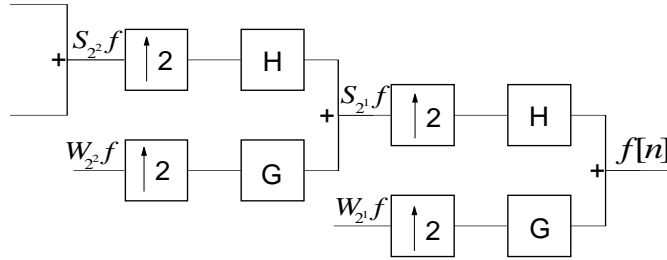 + S_{2^2}f ↑2 H
W_{2^2}f ↑2 G
+ S_{2^1}f ↑2 H
W_{2^1}f ↑2 G
+ f[n]